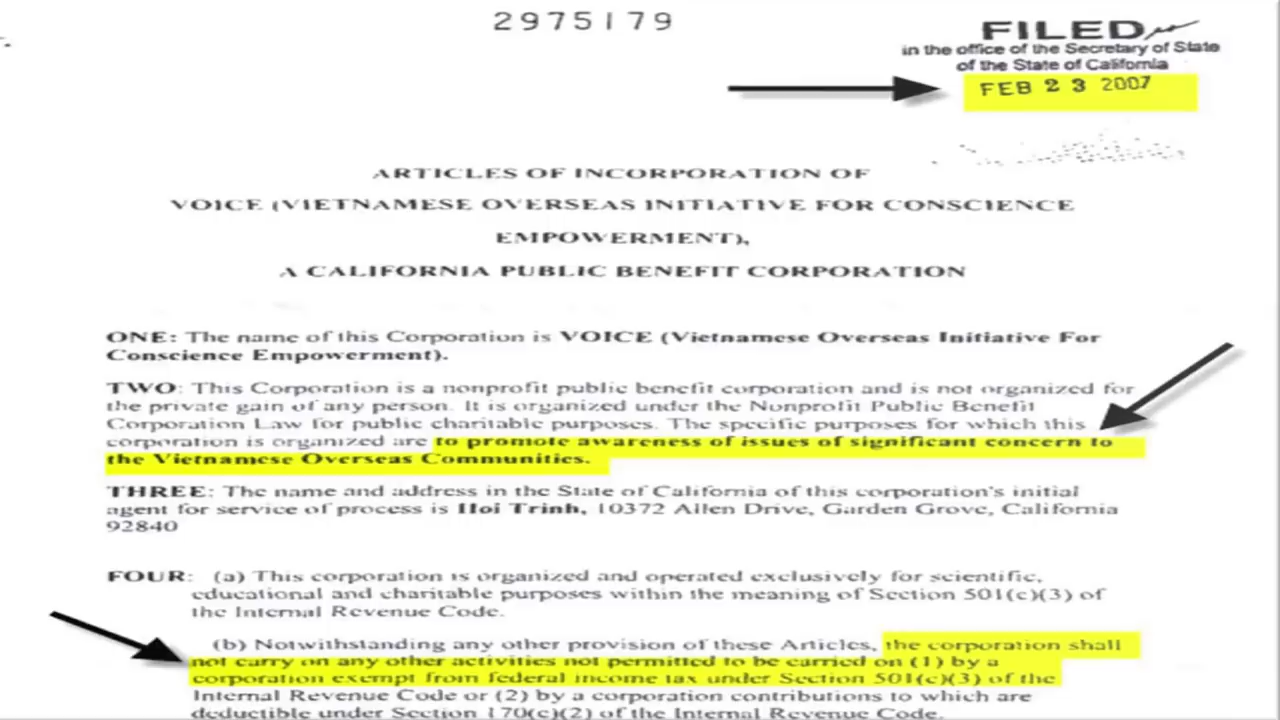 2975179
FILED
in the office of the Secretary of State
of the State of California
FEB 23 2007
ARTICLES OF INCORPORATION OF
VOICE (VIETNAMESE OVERSEAS INITIATIVE FOR CONSCIENCE
EMPOWERMENT),
A CALIFORNIA PUBLIC BENEFIT CORPORATION
ONE: The name of this Corporation is VOICE (Vietnamese Overseas Initiative For
Conscience Empowerment).
TWO: This Corporation is a nonprofit public benefit corporation and is not organized for
the private gain of any person. It is organized under the Nonprofit Public Benefit
Corporation Law for public charitable purposes. The specific purposes for which this
corporation is organized are to promote awareness of issues of significant concern to
the Vietnamese Overseas Communities.
THREE: The name and address in the State of California of this corporation's initial
agent for service of process is Hoi Trinh, 10372 Allen Drive, Garden Grove, California
92840
FOUR: (a) This corporation is organized and operated exclusively for scientific,
educational and charitable purposes within the meaning of Section 501(c)(3) of
the Internal Revenue Code.
(b) Notwithstanding any other provision of these Articles, the corporation shall
not carry on any other activities not permitted to be carried on (1) by a
corporation exempt from federal income tax under Section 501(c)(3) of the
Internal Revenue Code or (2) by a corporation contributions to which are
deductible under Section 170(c)(2) of the Internal Revenue Code.